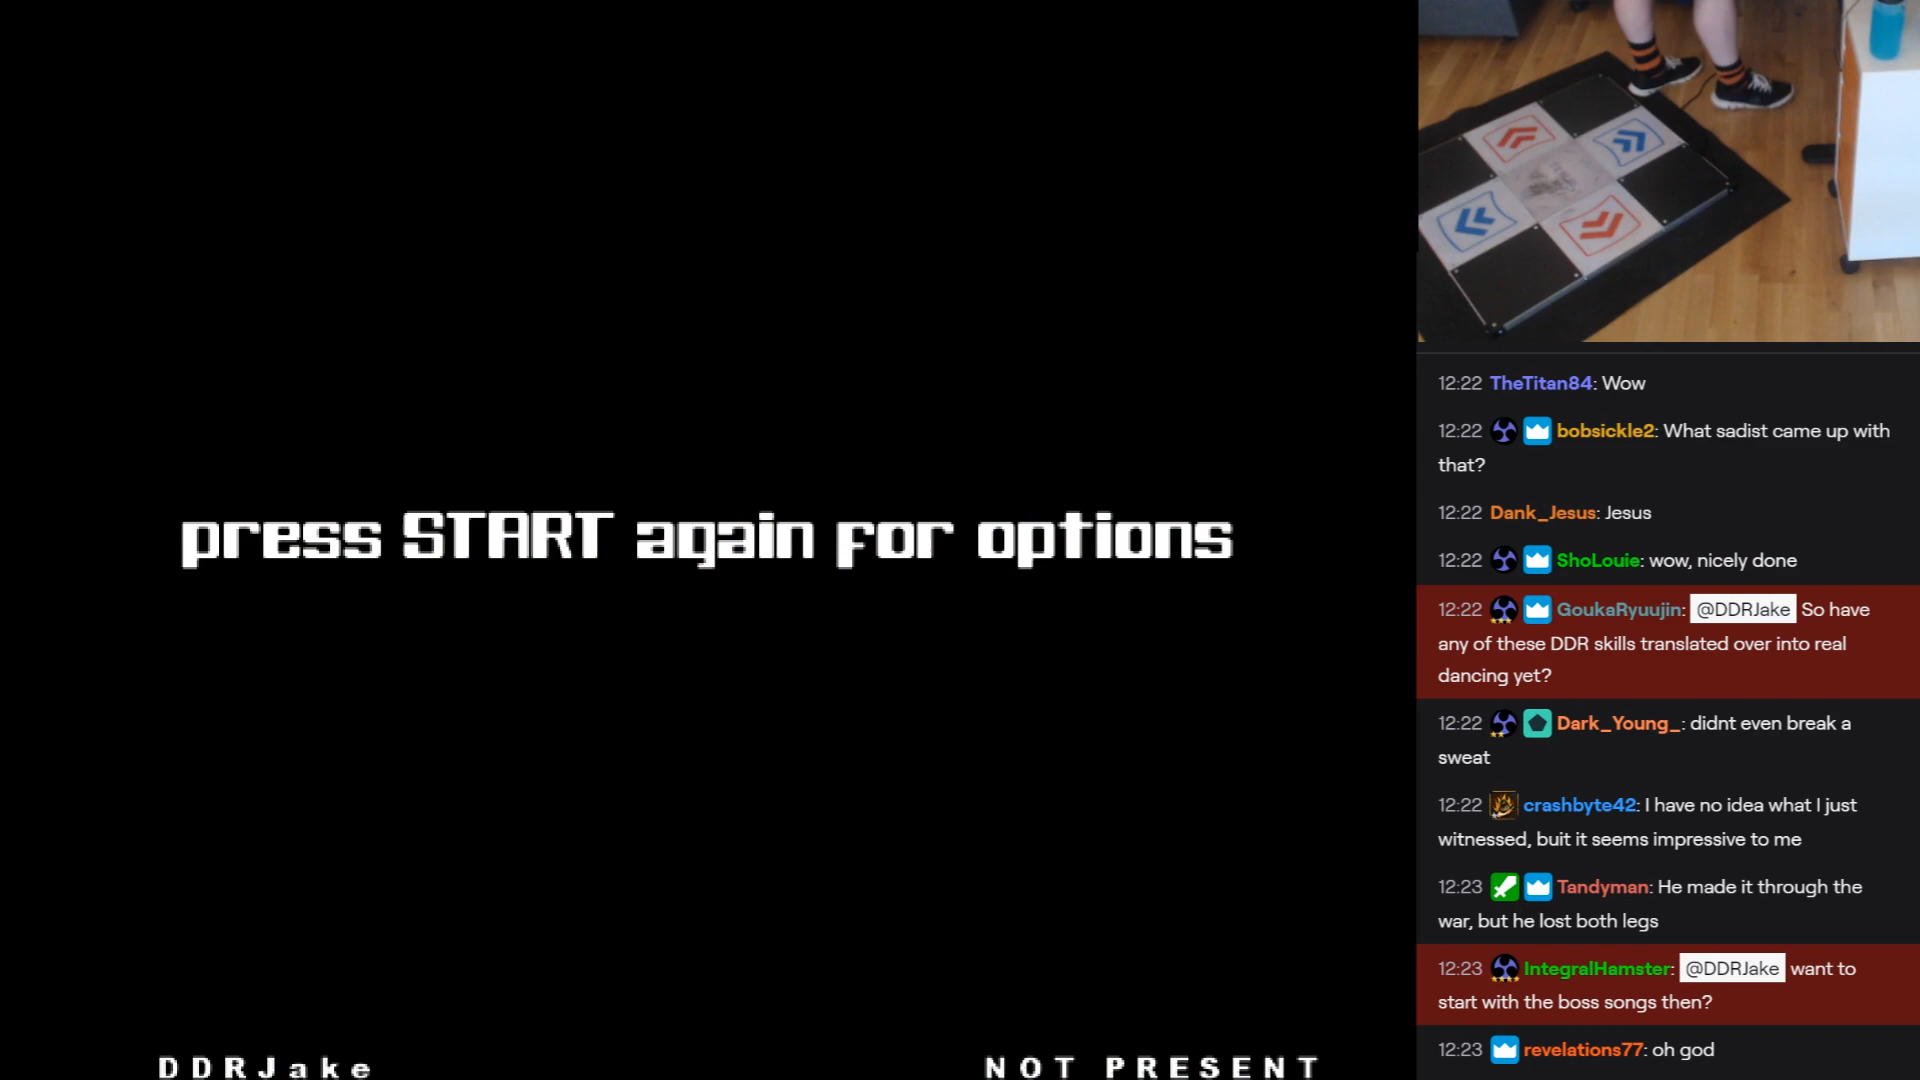 press START again for options
DDRJake
NOT PRESENT
12:22 TheTitan84: Wow
12:22 bobsickle2: What sadist came up with
that?
12:22 Dank_Jesus: Jesus
12:22 ShoLouie: wow, nicely done
12:22 GoukaRyuujin: @DDRJake So have
any of these DDR skills translated over into real
dancing yet?
12:22 Dark_Young_: didnt even break a
sweat
12:22 crashbyte42: I have no idea what I just
witnessed, buit it seems impressive to me
12:23 Tandyman: He made it through the
war, but he lost both legs
12:23 IntegralHamster: @DDRJake want to
start with the boss songs then?
12:23 revelations77: oh god